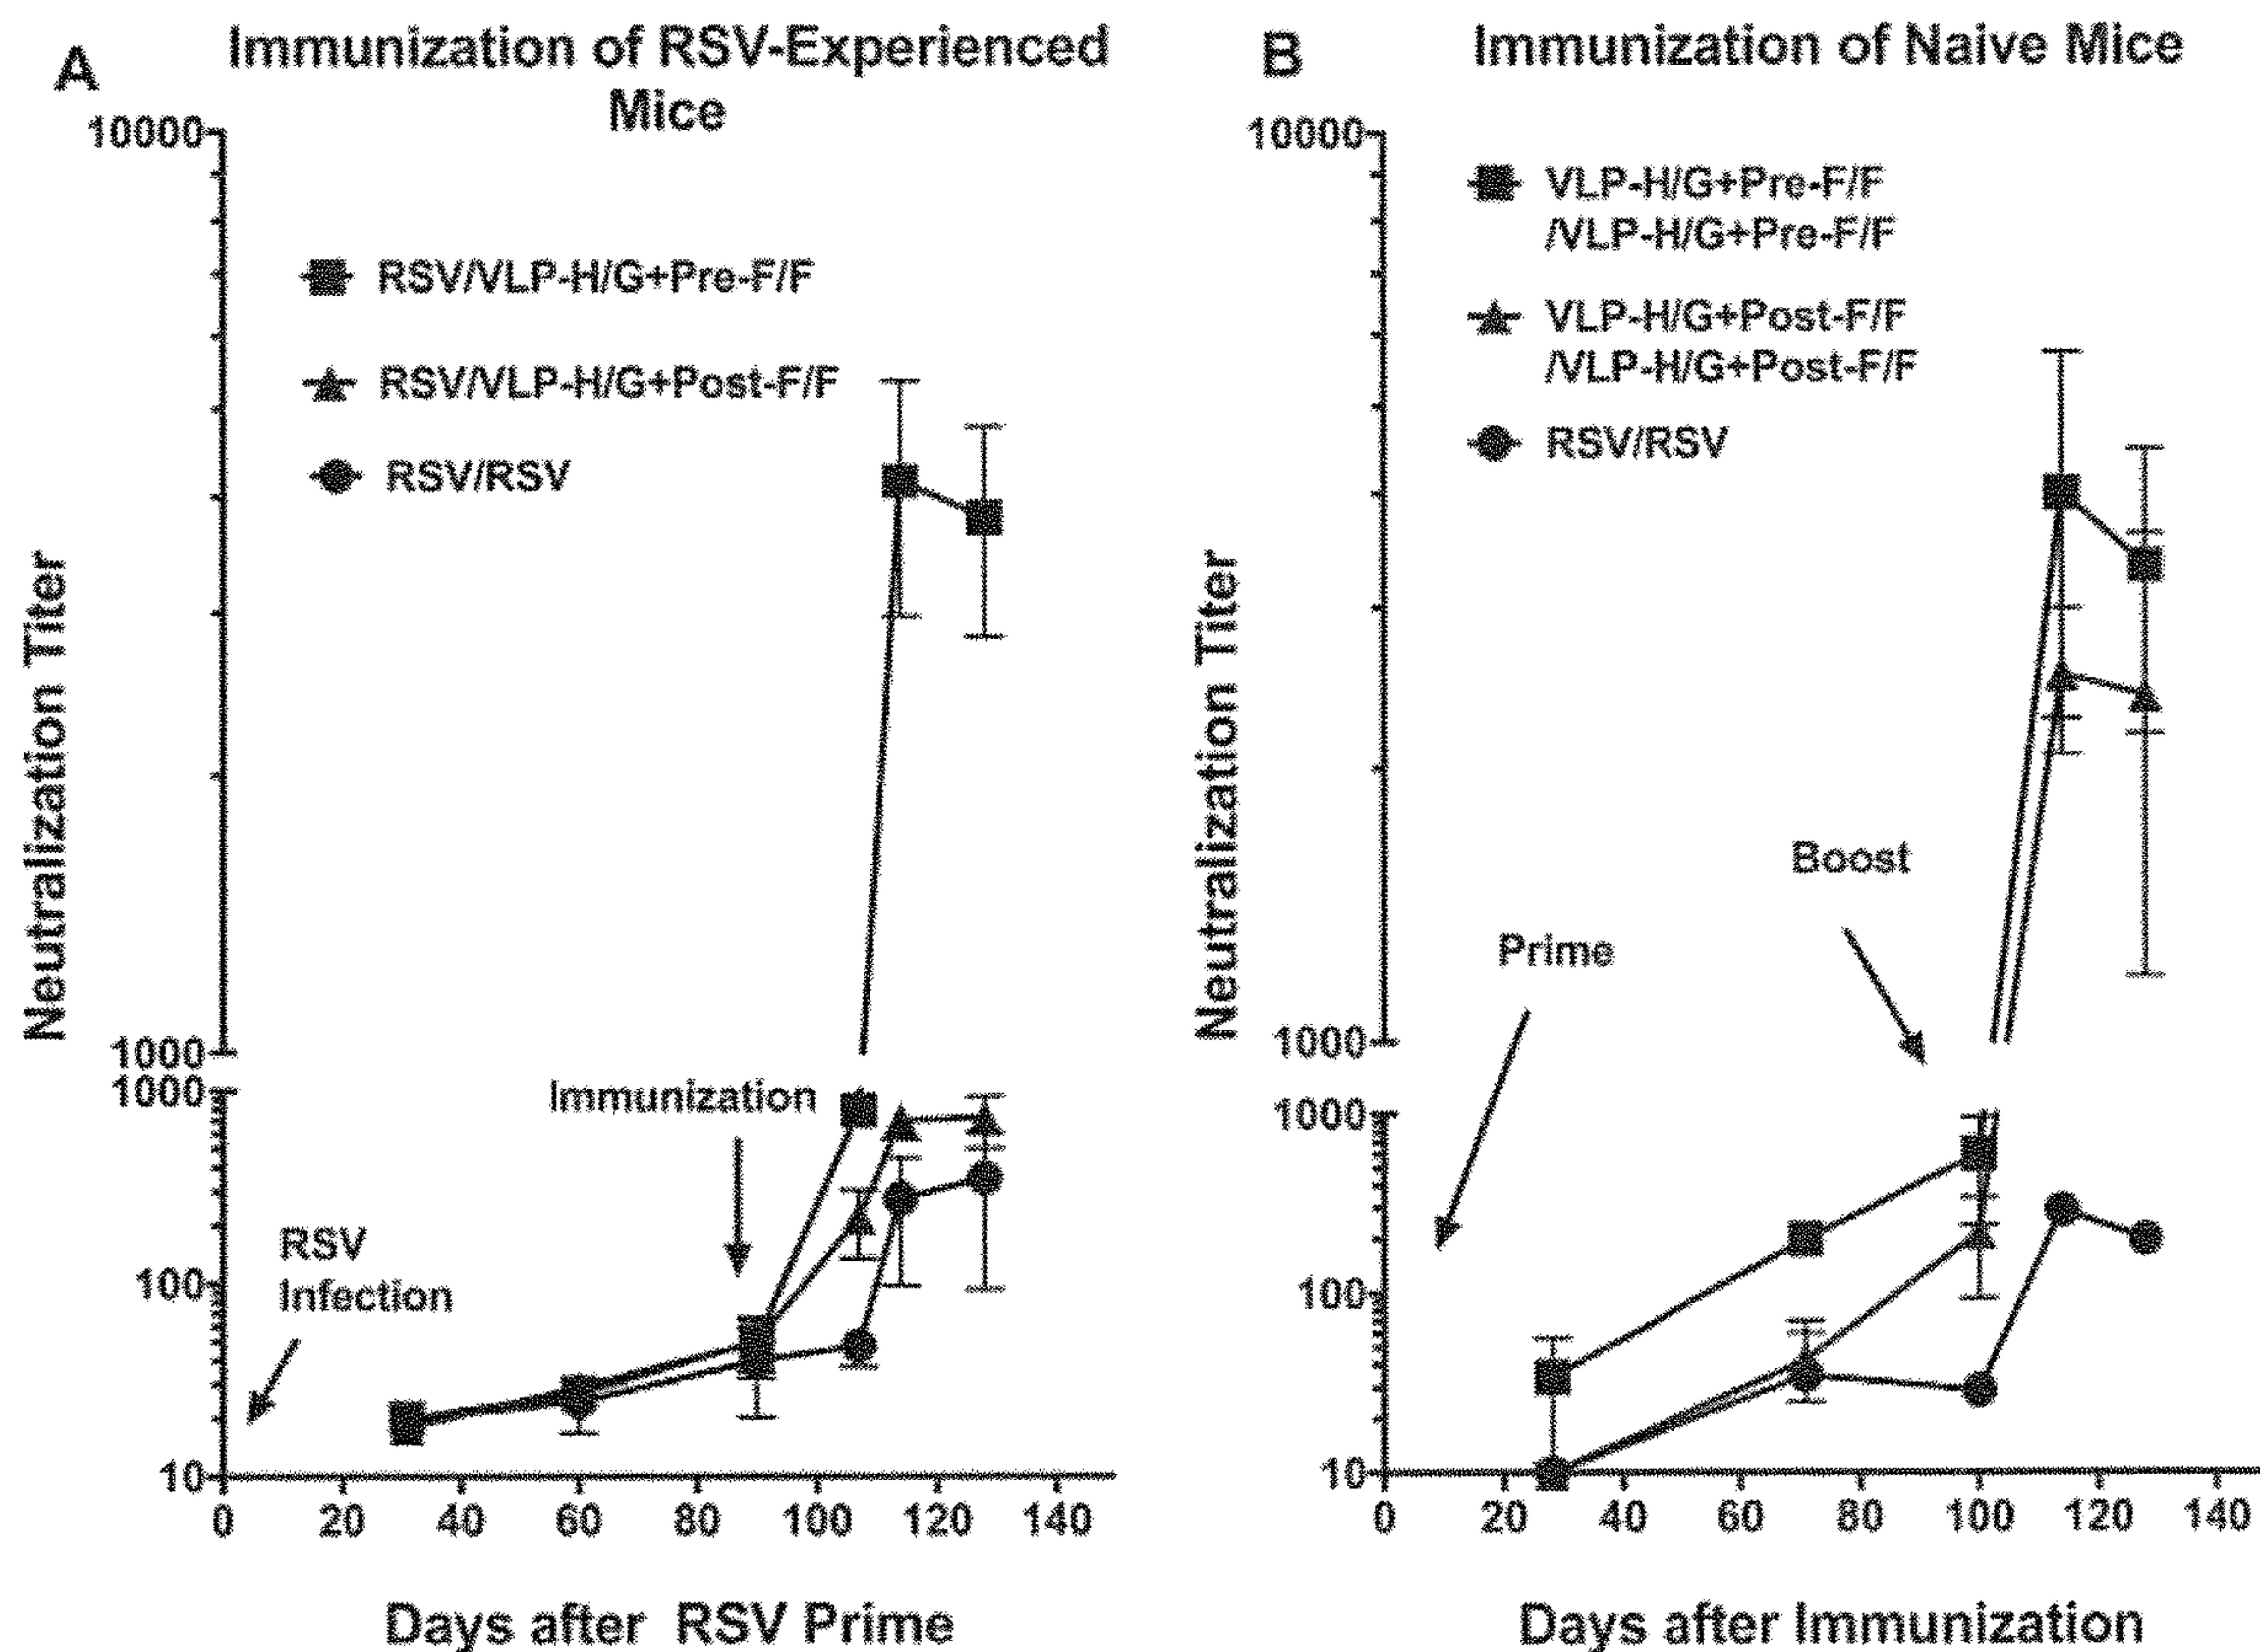 A
Immunization of RSV-Experienced
Mice
10000
RSV/VLP-H/G+Pre-F/F
RSV/VLP-H/G+Post-F/F
RSV/RSV
Neutralization Titer
1000
1000
Immunization
RSV
Infection
100
10
0 20 40 60 80 100 120 140
Days after RSV Prime
B
Immunization of Naive Mice
10000
VLP-H/G+Pre-F/F
/VLP-H/G+Pre-F/F
VLP-H/G+Post-F/F
/VLP-H/G+Post-F/F
RSV/RSV
Neutralization Titer
Boost
Prime
1000
1000
100
10
0 20 40 60 80 100 120 140
Days after Immunization